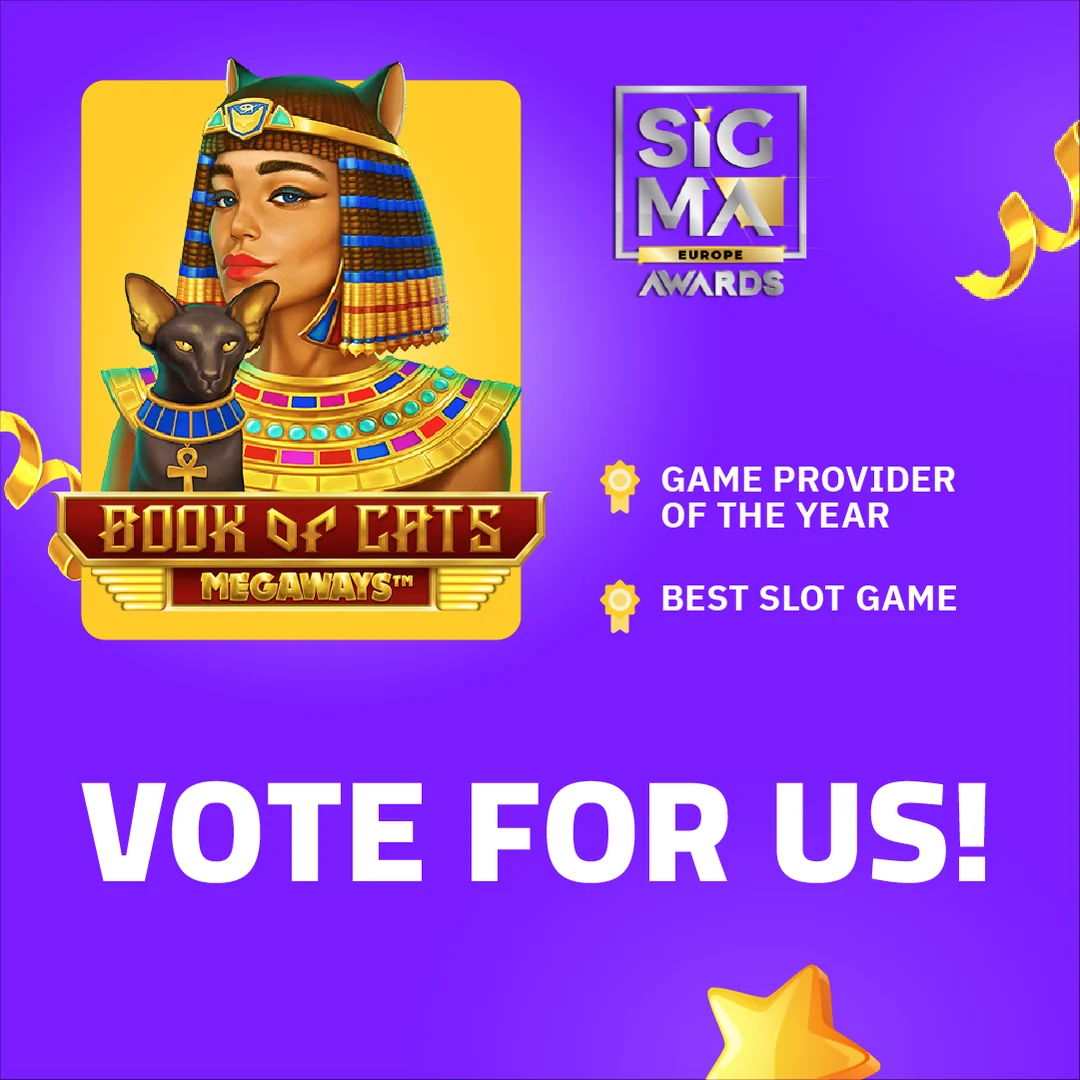 SiG
MA
EUROPE
AWARDS
BOOK OF CATS
MEGAWAYS™
GAME PROVIDER
OF THE YEAR
BEST SLOT GAME
VOTE FOR US!